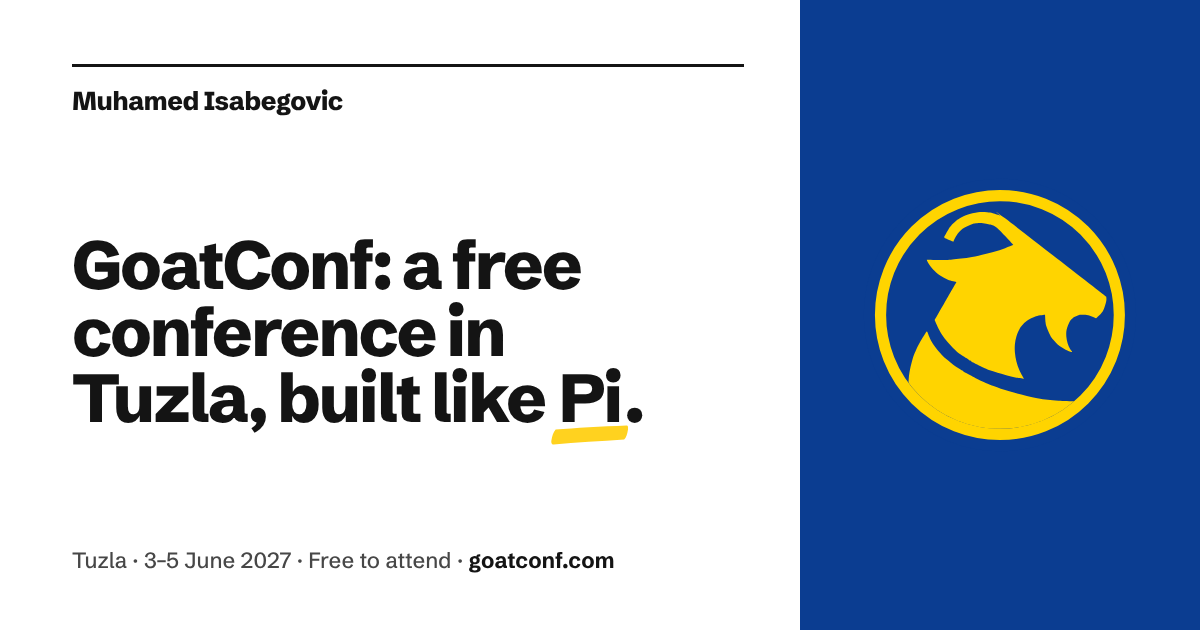 Muhamed Isabegovic
GoatConf: a free
conference in
Tuzla, built like Pi.
Tuzla · 3–5 June 2027 · Free to attend · goatconf.com